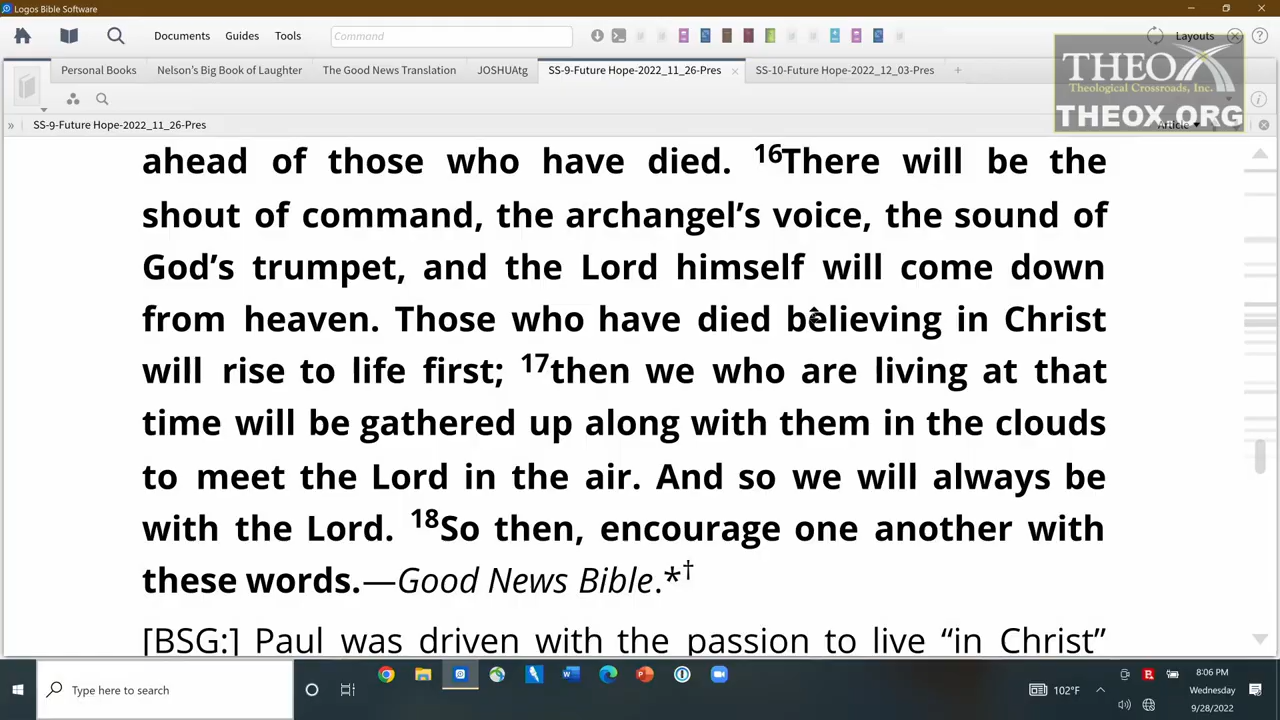 Logos Bible Software
Documents Guides Tools Command Layouts
Personal Books Nelson's Big Book of Laughter The Good News Translation JOSHUAtg SS-9-Future Hope-2022_11_26-Pres SS-10-Future Hope-2022_12_03-Pres
THEOX
Theological Crossroads, Inc.
THEOX.ORG
SS-9-Future Hope-2022_11_26-Pres Article
ahead of those who have died. 16There will be the
shout of command, the archangel’s voice, the sound of
God’s trumpet, and the Lord himself will come down
from heaven. Those who have died believing in Christ
will rise to life first; 17then we who are living at that
time will be gathered up along with them in the clouds
to meet the Lord in the air. And so we will always be
with the Lord. 18So then, encourage one another with
these words.—Good News Bible.*†
[BSG:] Paul was driven with the passion to live “in Christ”
Type here to search
102°F
8:06 PM
Wednesday
9/28/2022